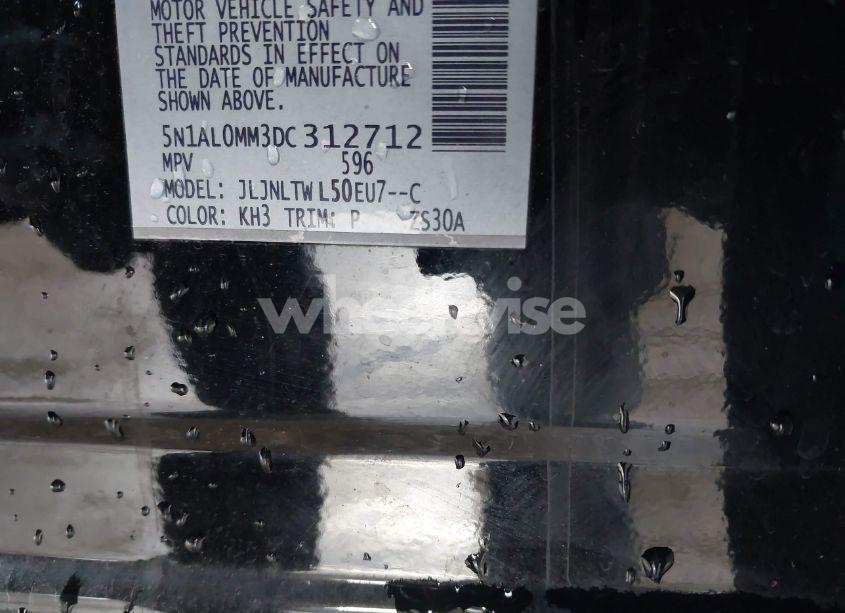 MOTOR VEHICLE SAFETY AND
THEFT PREVENTION
STANDARDS IN EFFECT ON
THE DATE OF MANUFACTURE
SHOWN ABOVE.
5N1AL0MM3DC312712
MPV 596
MODEL: JLJNLTWL50EU7--C
COLOR: KH3 TRIM: P ZS30A
wheelwise